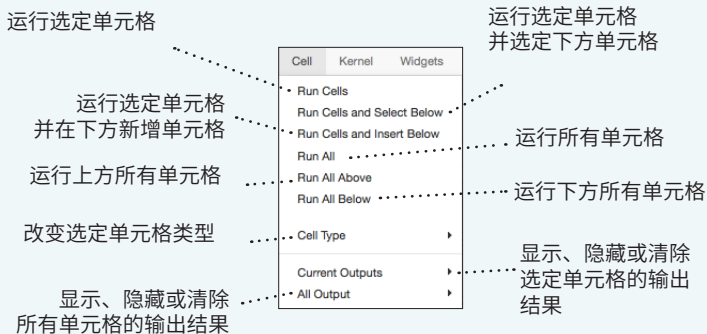 运行选定单元格
运行选定单元格
并选定下方单元格
Cell Kernel Widgets
Run Cells
Run Cells and Select Below
Run Cells and Insert Below
Run All
Run All Above
Run All Below
Cell Type
Current Outputs
All Output
运行选定单元格
并在下方新增单元格
运行所有单元格
运行上方所有单元格
运行下方所有单元格
改变选定单元格类型
显示、隐藏或清除
选定单元格的输出
结果
显示、隐藏或清除
所有单元格的输出结果